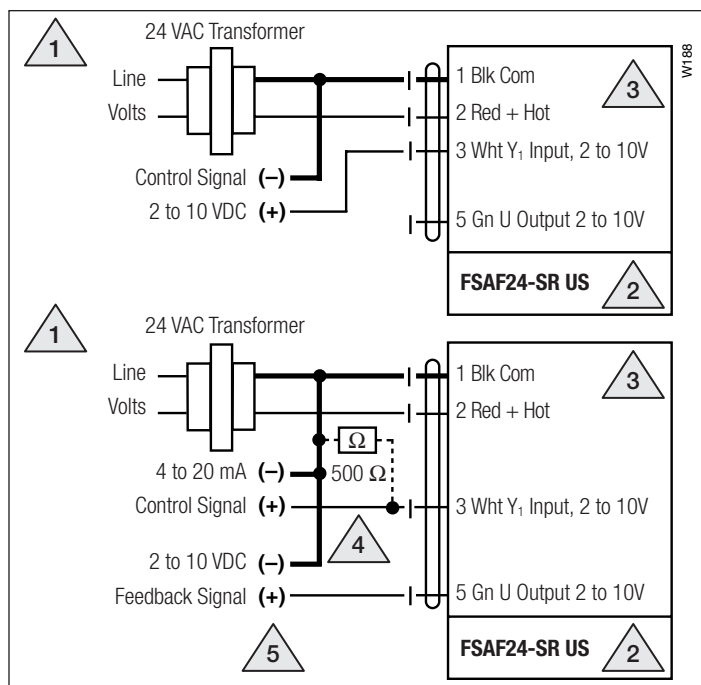 W188
1
24 VAC Transformer
Line
Volts
Control Signal (–)
2 to 10 VDC (+)
1 Blk Com
3
2 Red + Hot
3 Wht Y₁ Input, 2 to 10V
5 Gn U Output 2 to 10V
FSAF24-SR US
2
1
24 VAC Transformer
Line
Volts
Ω
4 to 20 mA (–)
500 Ω
Control Signal (+)
4
2 to 10 VDC (–)
Feedback Signal (+)
5
1 Blk Com
3
2 Red + Hot
3 Wht Y₁ Input, 2 to 10V
5 Gn U Output 2 to 10V
FSAF24-SR US
2